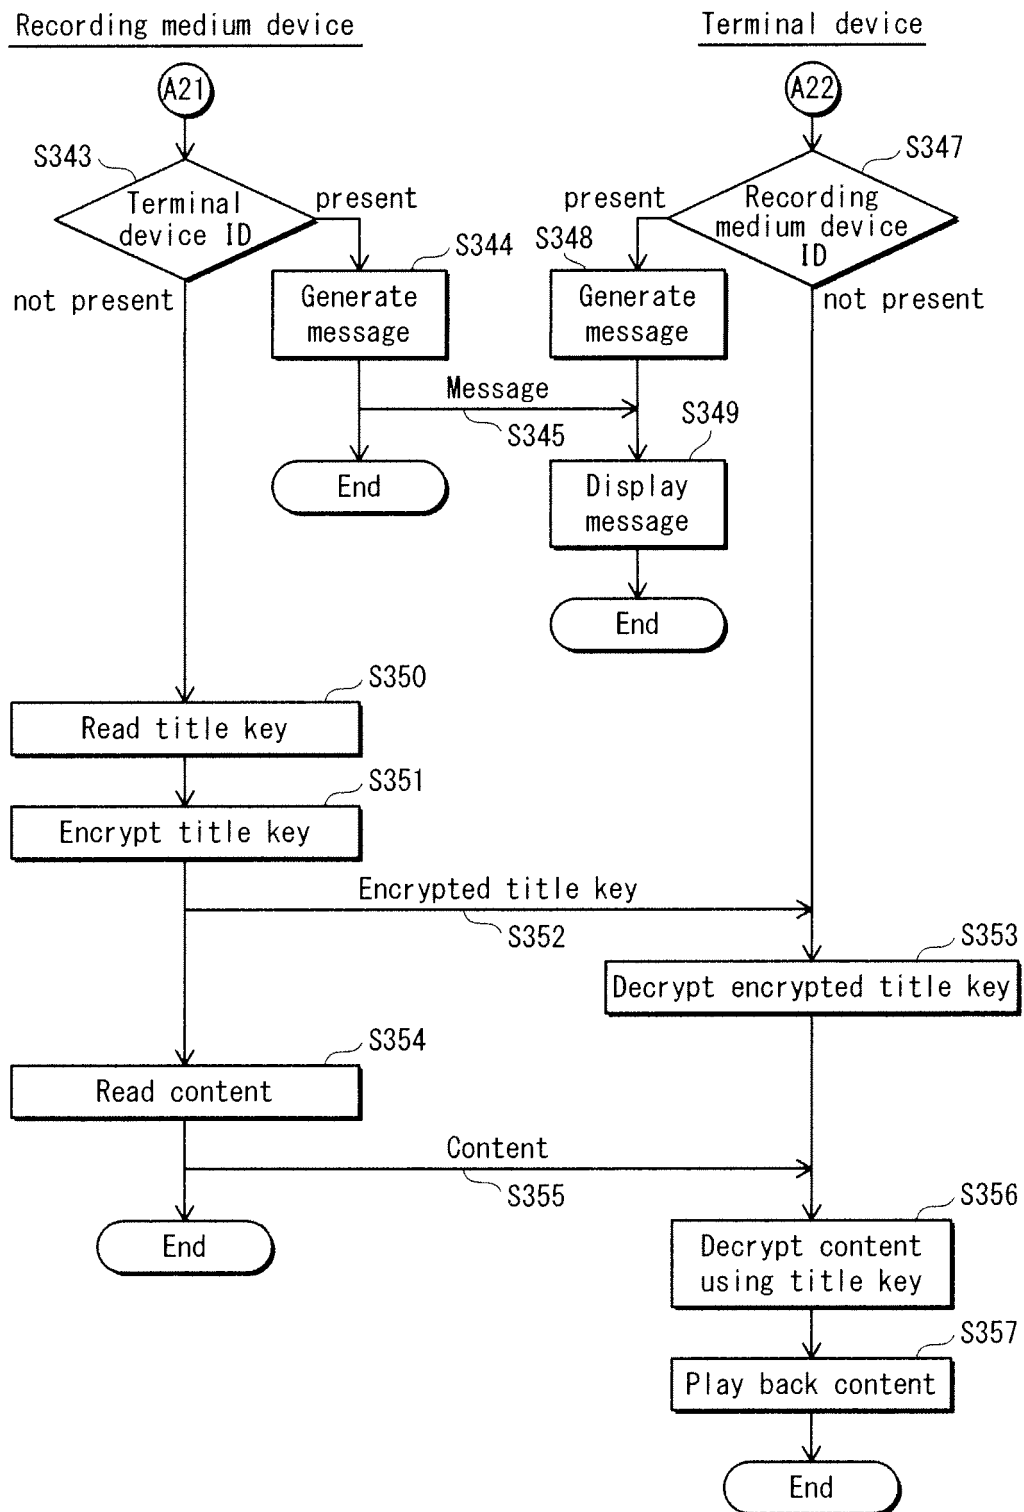 Recording medium device
Terminal device
A21
A22
S343
S347
Terminal
device ID
present
present
Recording
medium device
ID
S344
S348
not present
Generate
message
Generate
message
not present
Message
S345
S349
End
Display
message
End
S350
Read title key
S351
Encrypt title key
Encrypted title key
S352
S353
Decrypt encrypted title key
S354
Read content
Content
S355
S356
End
Decrypt content
using title key
S357
Play back content
End